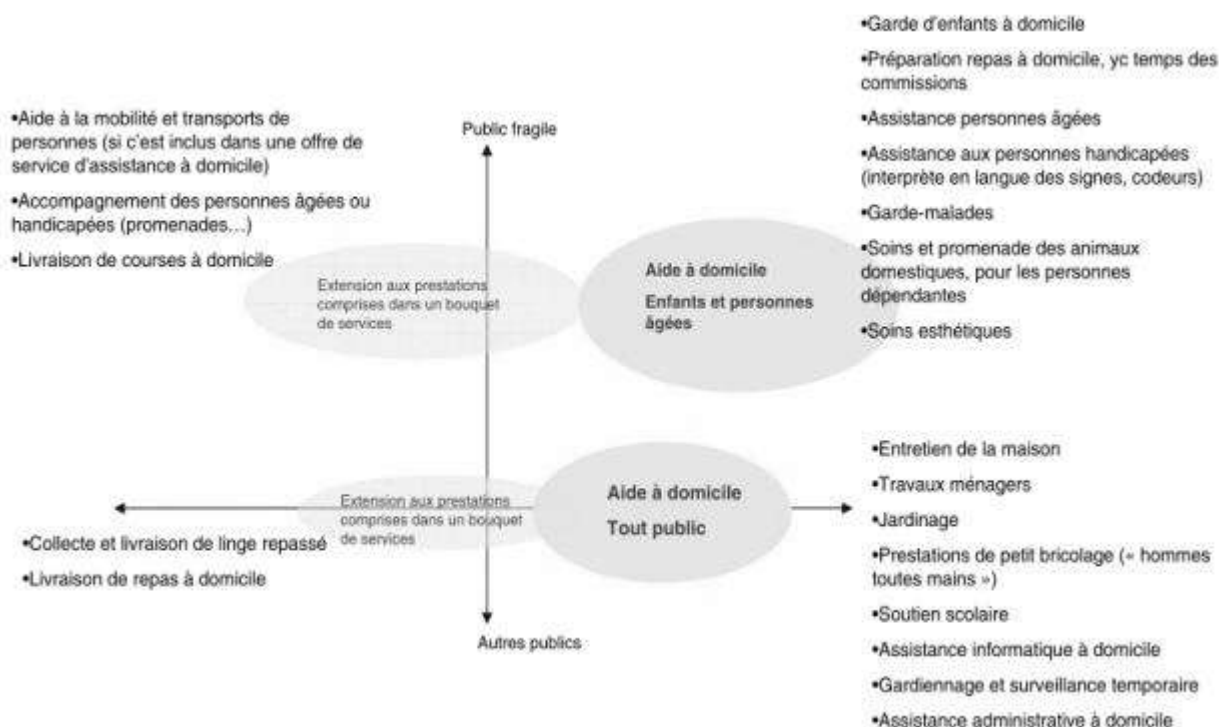 •Garde d'enfants à domicile
•Préparation repas à domicile, yc temps des
commissions
•Assistance personnes âgées
•Assistance aux personnes handicapées
(interprète en langue des signes, codeurs)
•Garde-malades
•Soins et promenade des animaux
domestiques, pour les personnes
dépendantes
•Soins esthétiques
•Aide à la mobilité et transports de
personnes (si c'est inclus dans une offre de
service d'assistance à domicile)
•Accompagnement des personnes âgées ou
handicapées (promenades…)
•Livraison de courses à domicile
Public fragile
Extension aux prestations
comprises dans un bouquet
de services
Aide à domicile
Enfants et personnes
âgées
Extension aux prestations
comprises dans un bouquet
de services
Aide à domicile
Tout public
•Collecte et livraison de linge repassé
•Livraison de repas à domicile
Autres publics
•Entretien de la maison
•Travaux ménagers
•Jardinage
•Prestations de petit bricolage (« hommes
toutes mains »)
•Soutien scolaire
•Assistance informatique à domicile
•Gardiennage et surveillance temporaire
•Assistance administrative à domicile